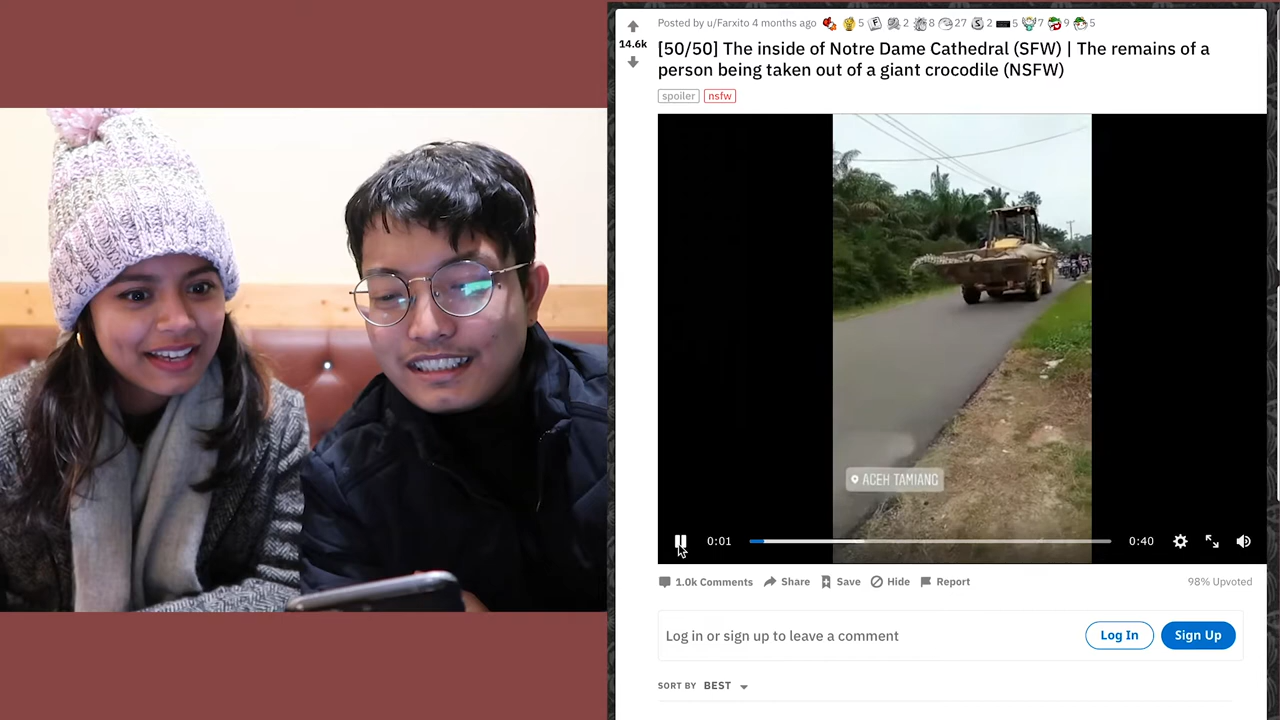 Posted by u/Farxito 4 months ago 5 2 8 27 2 5 7 9 5
14.6k
[50/50] The inside of Notre Dame Cathedral (SFW) | The remains of a
person being taken out of a giant crocodile (NSFW)
spoiler nsfw
ACEH TAMIANG
0:01 0:40
1.0k Comments Share Save Hide Report 98% Upvoted
Log in or sign up to leave a comment Log In Sign Up
SORT BY BEST